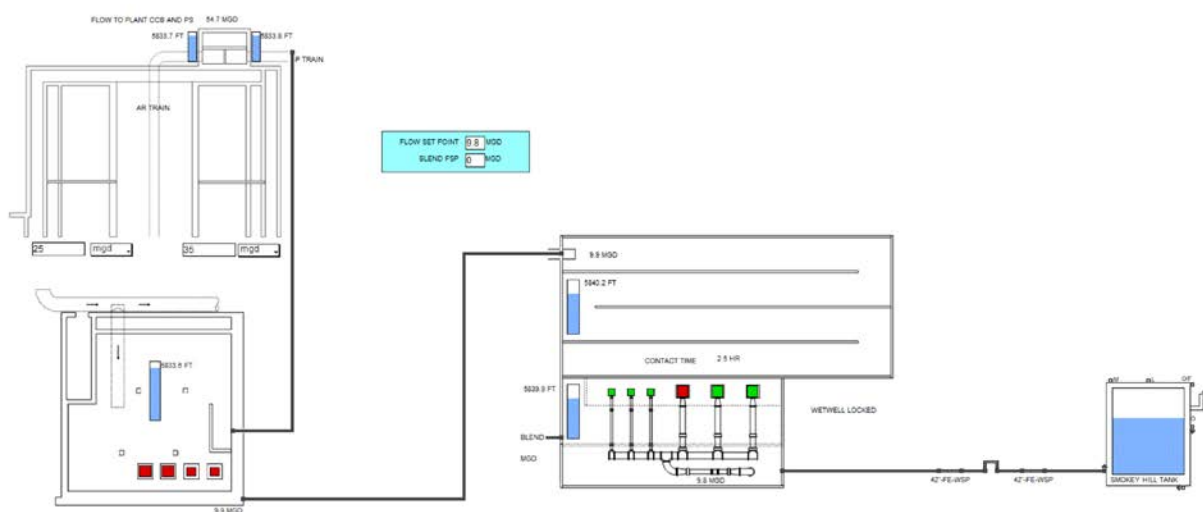 FLOW TO PLANT CCB AND PS 54.7 MGD
5833.7 FT
5833.8 FT
P TRAIN
AR TRAIN
FLOW SET POINT 9.8 MGD
BLEND FSP 0 MGD
25 mgd
35 mgd
9.9 MGD
5840.2 FT
CONTACT TIME 2.5 HR
5833.6 FT
5839.9 FT
WETWELL LOCKED
BLEND
MGD
9.8 MGD
42"-FE-WSP
42"-FE-WSP
M
L
O/F
D
SMOKEY HILL TANK
9.9 MGD